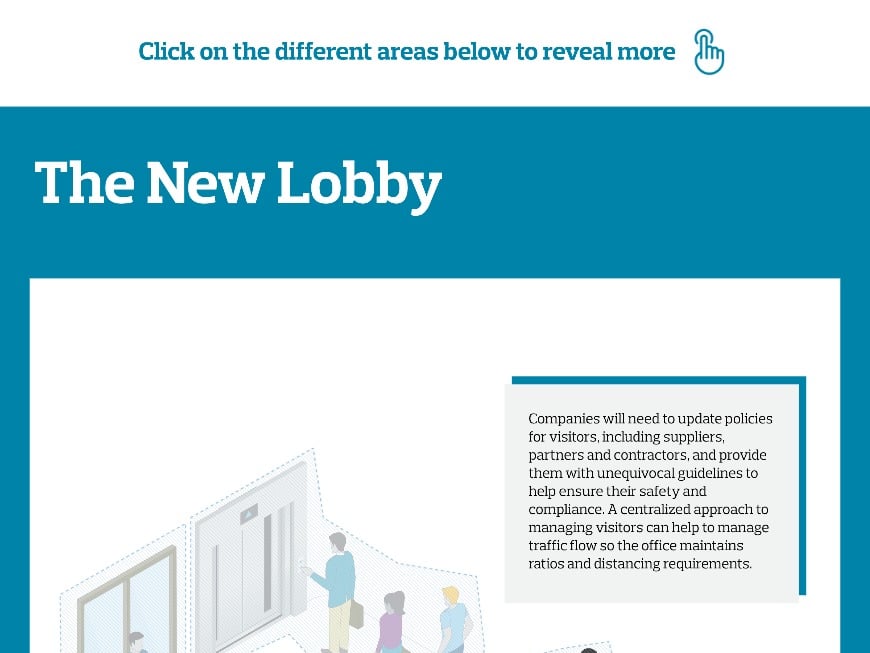 Click on the different areas below to reveal more
The New Lobby
Companies will need to update policies
for visitors, including suppliers,
partners and contractors, and provide
them with unequivocal guidelines to
help ensure their safety and
compliance. A centralized approach to
managing visitors can help to manage
traffic flow so the office maintains
ratios and distancing requirements.